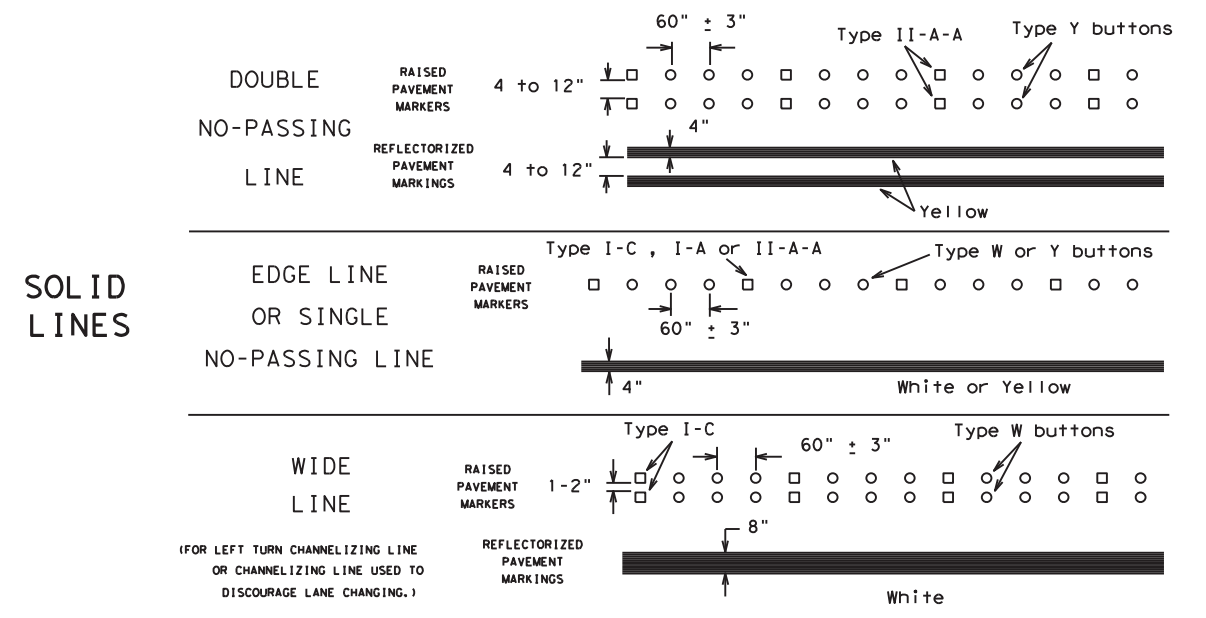 SOLID
LINES
DOUBLE
NO-PASSING
LINE
RAISED
PAVEMENT
MARKERS
4 to 12"
60" ± 3"
Type II-A-A
Type Y buttons
REFLECTORIZED
PAVEMENT
MARKINGS
4 to 12"
4"
Yellow
EDGE LINE
OR SINGLE
NO-PASSING LINE
RAISED
PAVEMENT
MARKERS
Type I-C , I-A or II-A-A
Type W or Y buttons
60" ± 3"
4"
White or Yellow
WIDE
LINE
(FOR LEFT TURN CHANNELIZING LINE
OR CHANNELIZING LINE USED TO
DISCOURAGE LANE CHANGING.)
RAISED
PAVEMENT
MARKERS
1-2"
Type I-C
60" ± 3"
Type W buttons
REFLECTORIZED
PAVEMENT
MARKINGS
8"
White